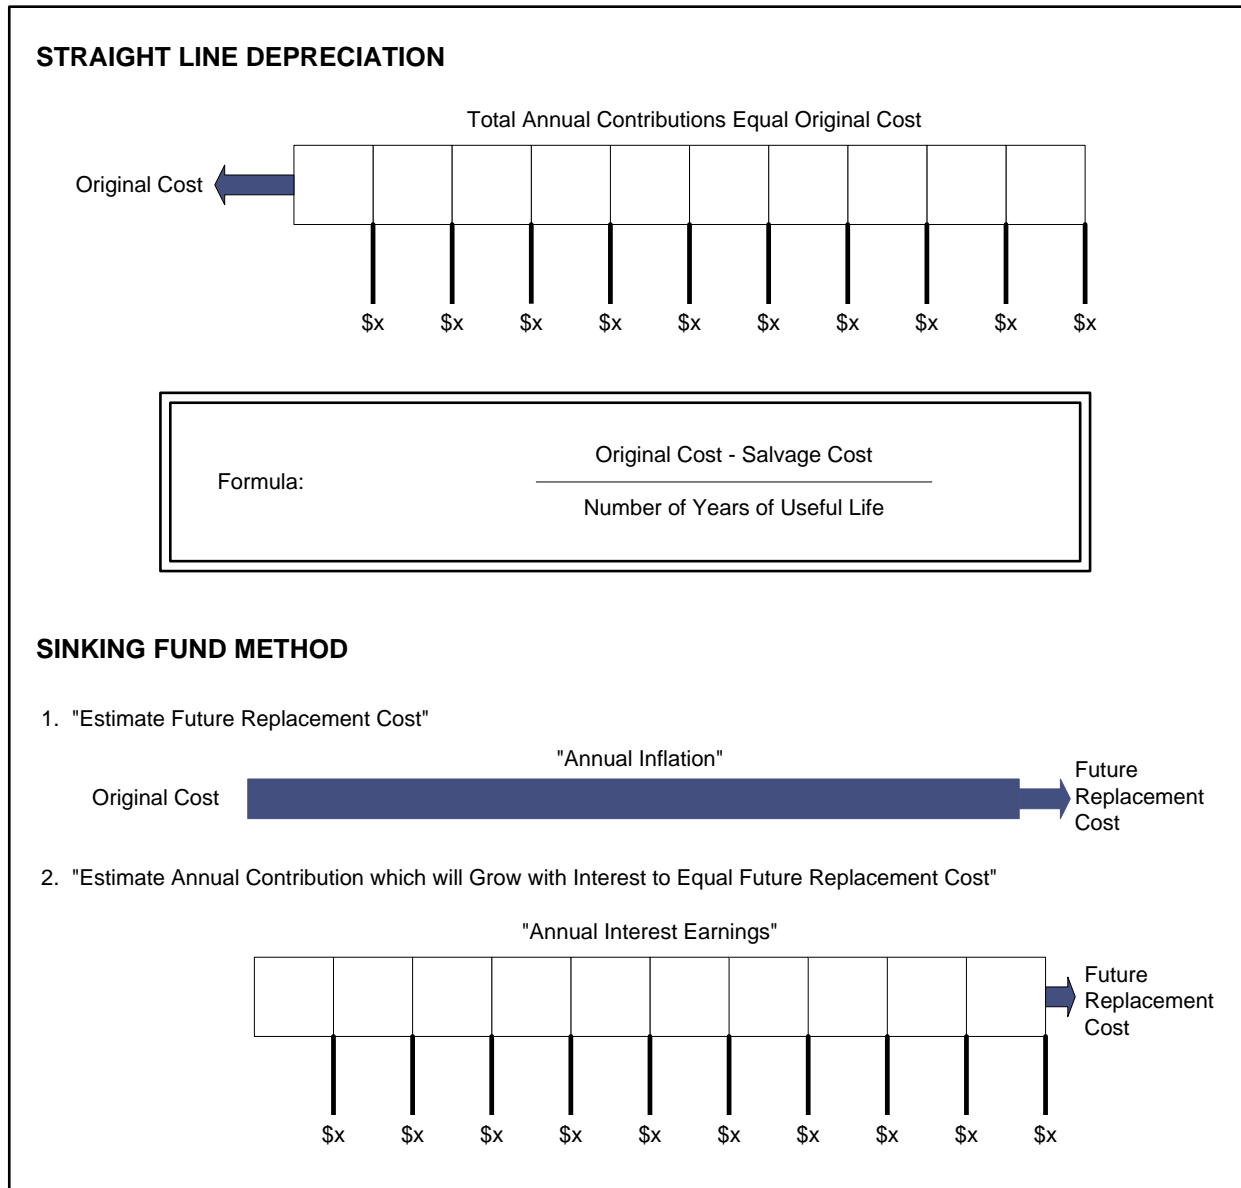 STRAIGHT LINE DEPRECIATION
Total Annual Contributions Equal Original Cost
Original Cost
$x $x $x $x $x $x $x $x $x $x
Original Cost - Salvage Cost
Formula:
Number of Years of Useful Life
SINKING FUND METHOD
1. "Estimate Future Replacement Cost"
"Annual Inflation"
Original Cost
Future
Replacement
Cost
2. "Estimate Annual Contribution which will Grow with Interest to Equal Future Replacement Cost"
"Annual Interest Earnings"
Future
Replacement
Cost
$x $x $x $x $x $x $x $x $x $x